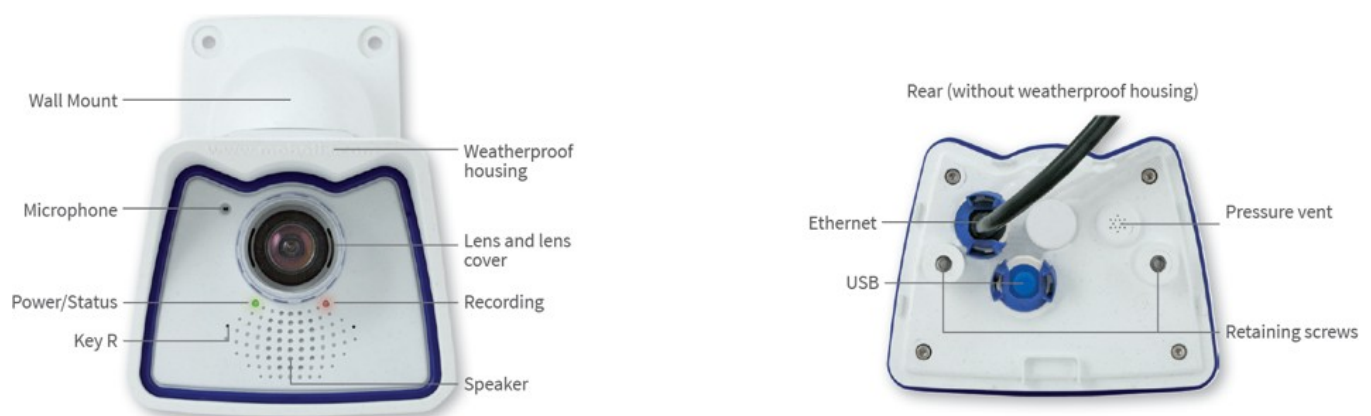 Wall Mount
Weatherproof
housing
Microphone
Lens and lens
cover
Power/Status
Recording
Key R
Speaker
Rear (without weatherproof housing)
Ethernet
Pressure vent
USB
Retaining screws